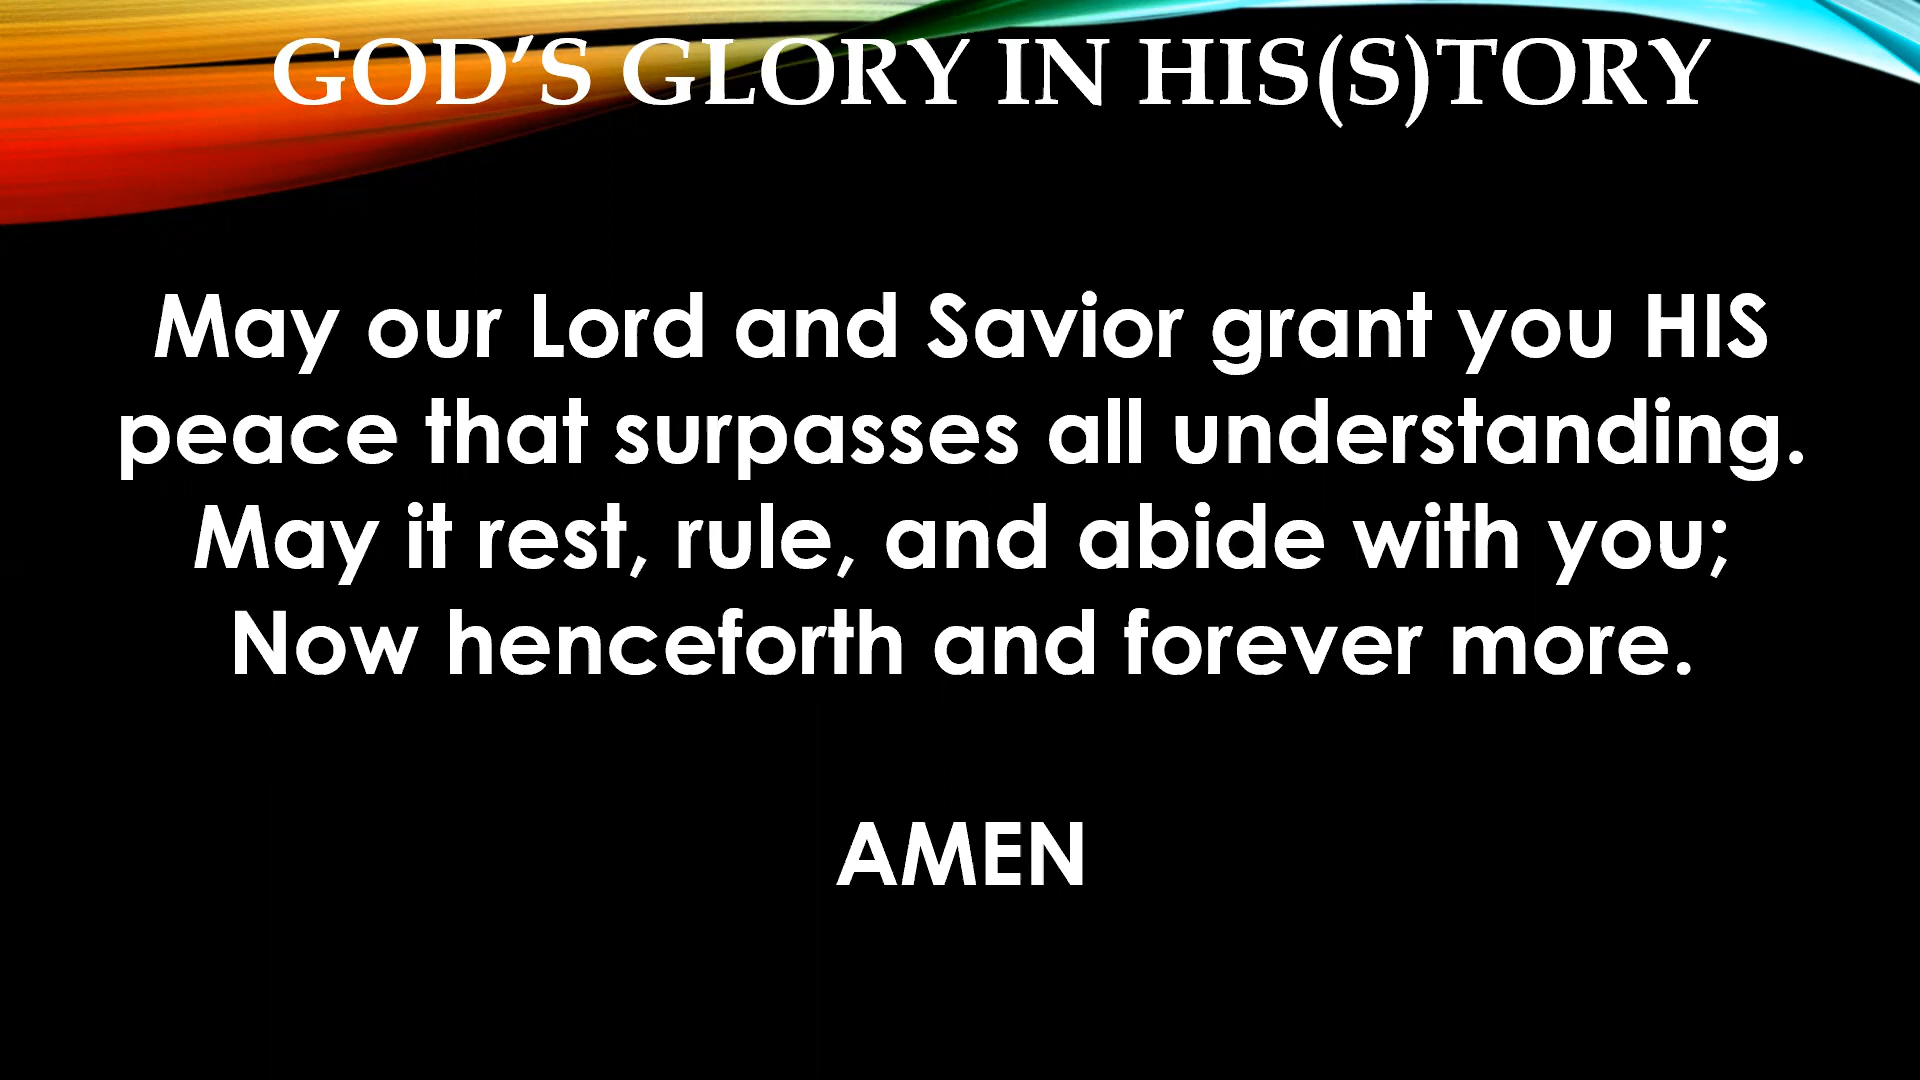 GOD’S GLORY IN HIS(S)TORY
May our Lord and Savior grant you HIS
peace that surpasses all understanding.
May it rest, rule, and abide with you;
Now henceforth and forever more.
AMEN